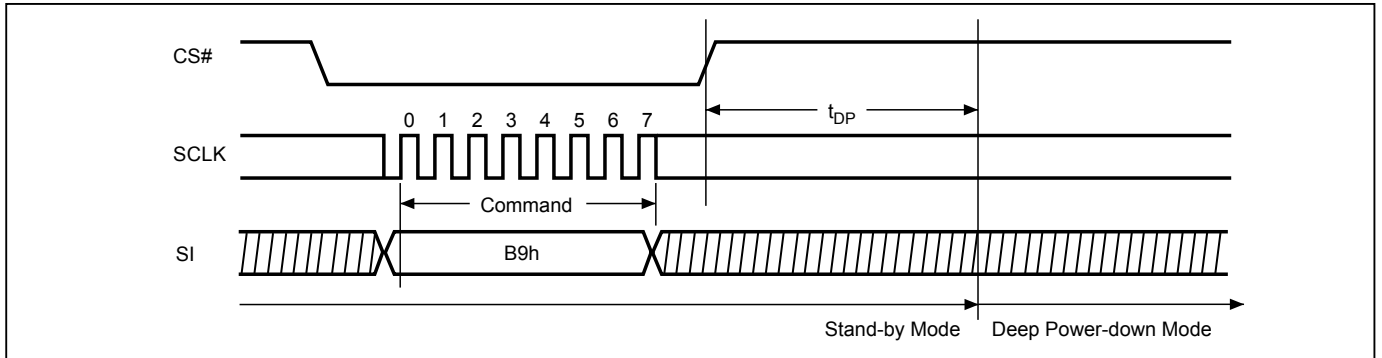 CS#
tDP
0 1 2 3 4 5 6 7
SCLK
Command
SI
B9h
Stand-by Mode
Deep Power-down Mode